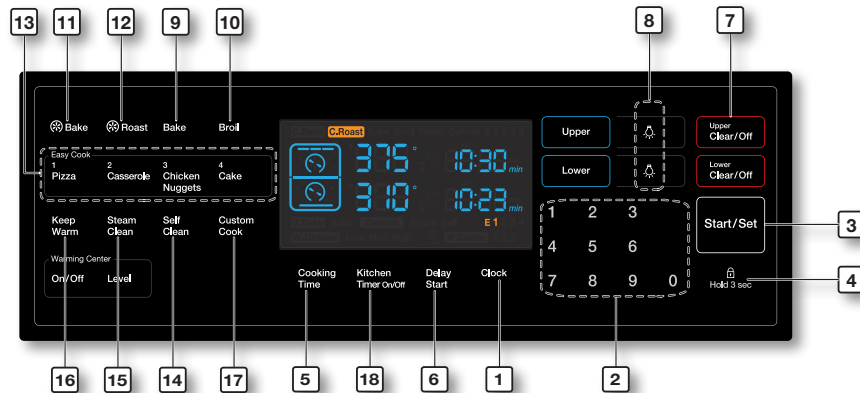 13 11 12 9 10 8 7
Bake Roast Bake Broil
Easy Cook
1 2 3 4
Pizza Casserole Chicken Nuggets Cake
Keep Warm Steam Clean Self Clean Custom Cook
Warming Center
On/Off Level
C.Roast
375° 10:30 min
310° 10:23 min
E 1
Cooking Time Kitchen Timer On/Off Delay Start Clock
Upper
Lower
Upper
Clear/Off
Lower
Clear/Off
1 2 3
4 5 6
7 8 9 0
Start/Set
Hold 3 sec
3
4
16 15 14 17 5 18 6 1 2